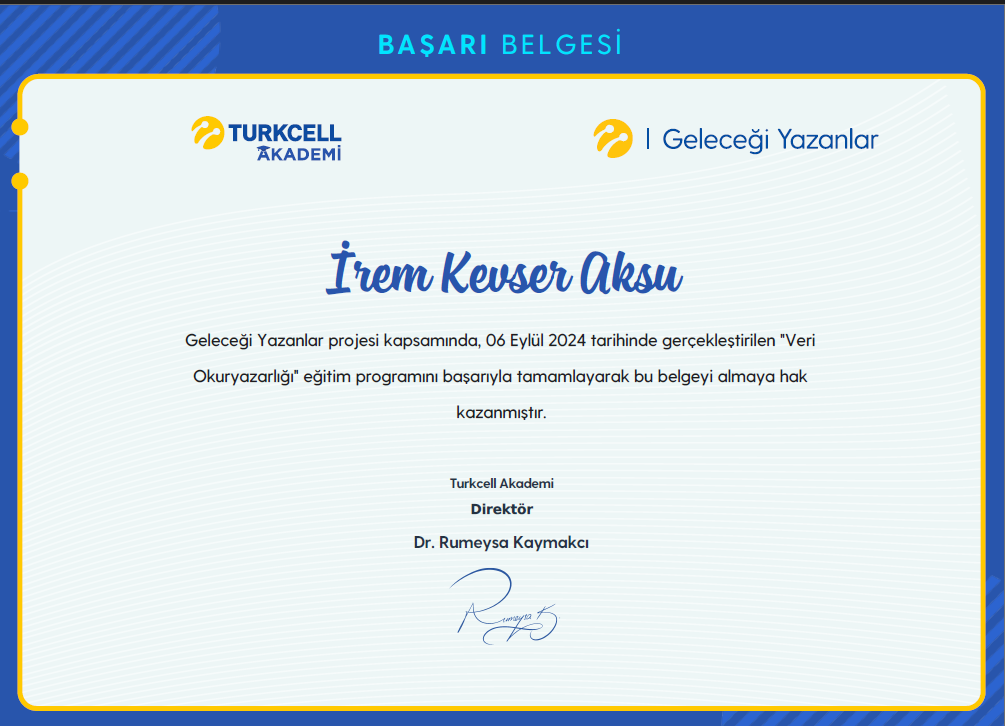 BAŞARI BELGESİ
TURKCELL
AKADEMİ
| Geleceği Yazanlar
İrem Kevser Aksu
Geleceği Yazanlar projesi kapsamında, 06 Eylül 2024 tarihinde gerçekleştirilen "Veri
Okuryazarlığı" eğitim programını başarıyla tamamlayarak bu belgeyi almaya hak
kazanmıştır.
Turkcell Akademi
Direktör
Dr. Rumeysa Kaymakcı
Rumeysa K